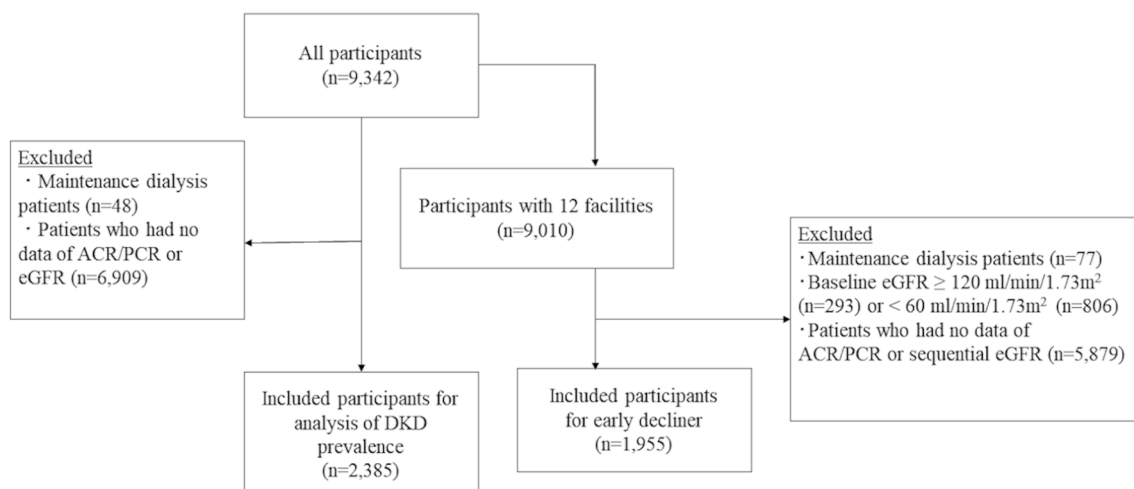 All participants
(n=9,342)
Excluded
・Maintenance dialysis
patients (n=48)
・Patients who had no
data of ACR/PCR or
eGFR (n=6,909)
Participants with 12 facilities
(n=9,010)
Excluded
・Maintenance dialysis patients (n=77)
・Baseline eGFR ≥ 120 ml/min/1.73m²
(n=293) or < 60 ml/min/1.73m² (n=806)
・Patients who had no data of
ACR/PCR or sequential eGFR (n=5,879)
Included participants for
analysis of DKD
prevalence
(n=2,385)
Included participants
for early decliner
(n=1,955)